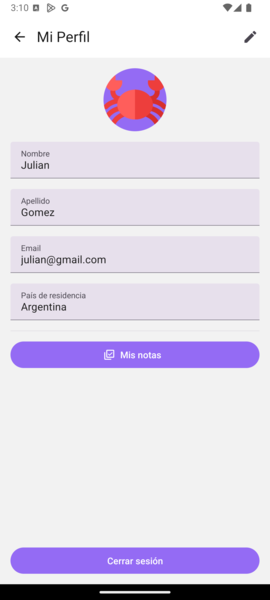 3:10
Mi Perfil
Nombre
Julian
Apellido
Gomez
Email
julian@gmail.com
País de residencia
Argentina
Mis notas
Cerrar sesión